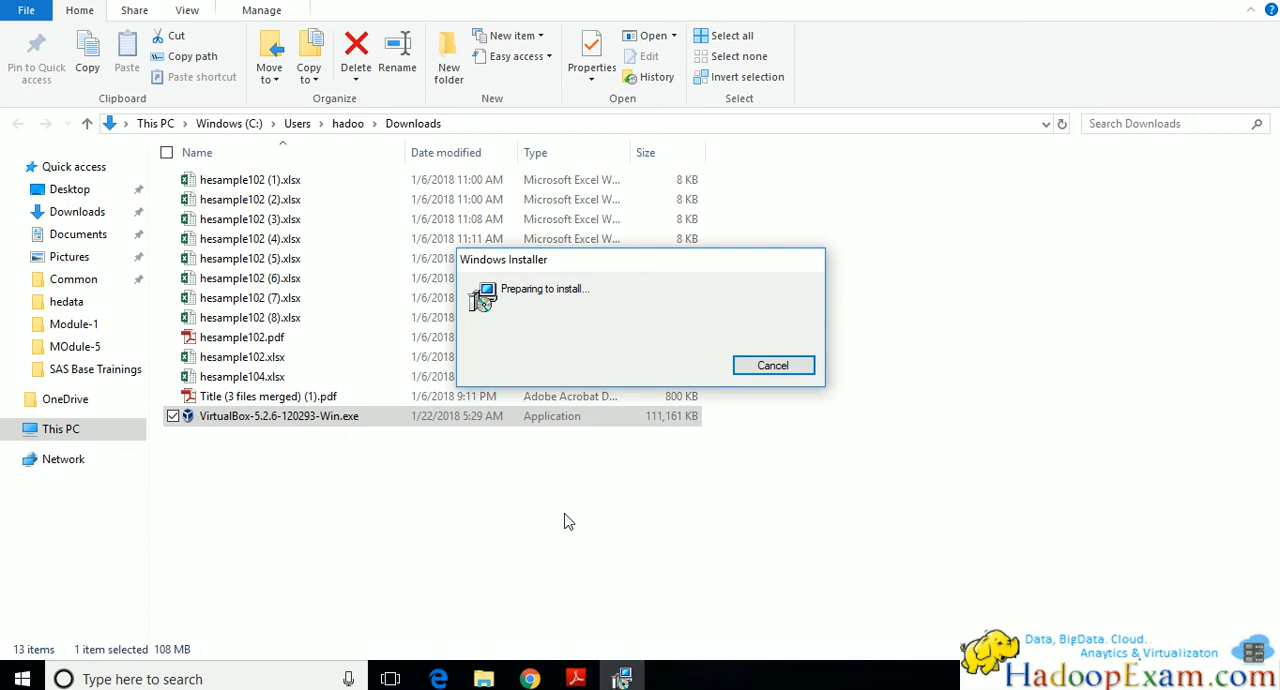 File Home Share View Manage
Pin to Quick access
Copy
Paste
Cut
Copy path
Paste shortcut
Clipboard
Move to
Copy to
Delete
Rename
Organize
New folder
New item
Easy access
New
Properties
Open
Edit
History
Open
Select all
Select none
Invert selection
Select
This PC > Windows (C:) > Users > hadoo > Downloads
Search Downloads
Quick access
Desktop
Downloads
Documents
Pictures
Common
hedata
Module-1
MOdule-5
SAS Base Trainings
OneDrive
This PC
Network
Name Date modified Type Size
hesample102 (1).xlsx 1/6/2018 11:00 AM Microsoft Excel W... 8 KB
hesample102 (2).xlsx 1/6/2018 11:00 AM Microsoft Excel W... 8 KB
hesample102 (3).xlsx 1/6/2018 11:08 AM Microsoft Excel W... 8 KB
hesample102 (4).xlsx 1/6/2018 11:11 AM Microsoft Excel W... 8 KB
hesample102 (5).xlsx 1/6/2018
hesample102 (6).xlsx 1/6/2018
hesample102 (7).xlsx 1/6/2018
hesample102 (8).xlsx 1/6/2018
hesample102.pdf 1/6/2018
hesample102.xlsx 1/6/2018
hesample104.xlsx 1/6/2018
Title (3 files merged) (1).pdf 1/6/2018 9:11 PM Adobe Acrobat D... 800 KB
VirtualBox-5.2.6-120293-Win.exe 1/22/2018 5:29 AM Application 111,161 KB
Windows Installer
Preparing to install...
Cancel
13 items 1 item selected 108 MB
Type here to search
Data, BigData. Cloud.
Anaytics & Virtualizaton
HadoopExam.com